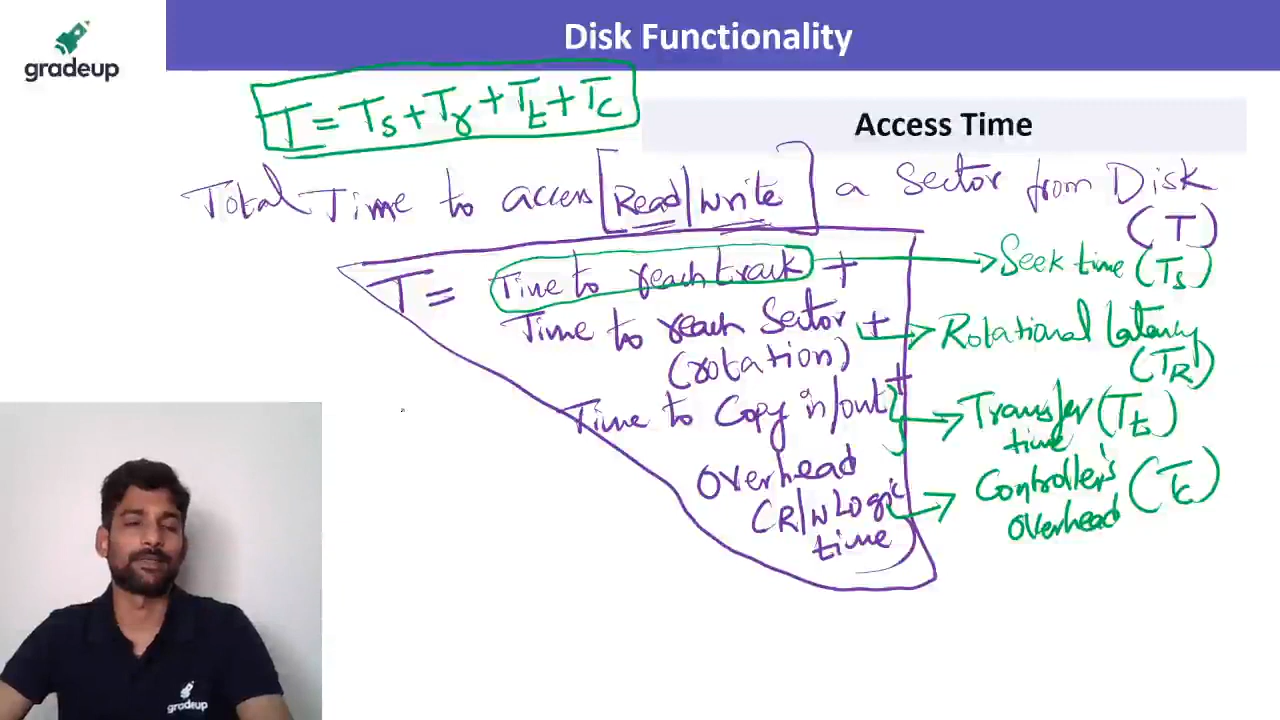 Disk Functionality
gradeup
T = Ts + Tr + Tt + Tc
Access Time
Total Time to access [Read/write] a Sector from Disk
(T)
T = Time to reach track + → Seek time (Ts)
Time to reach Sector + → Rotational latency
(rotation) (TR)
+
Time to Copy in/out → Transfer (Tt)
time
Overhead Controller's (Tc)
(R/W Logic → overhead
time)
gradeup